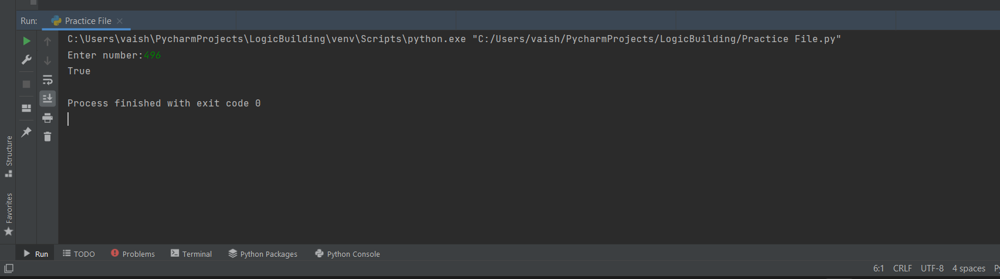 Run: Practice File
C:\Users\vaish\PycharmProjects\LogicBuilding\venv\Scripts\python.exe "C:/Users/vaish/PycharmProjects/LogicBuilding/Practice File.py"
Enter number:496
True
Process finished with exit code 0
Structure
Favorites
Run TODO Problems Terminal Python Packages Python Console
6:1 CRLF UTF-8 4 spaces